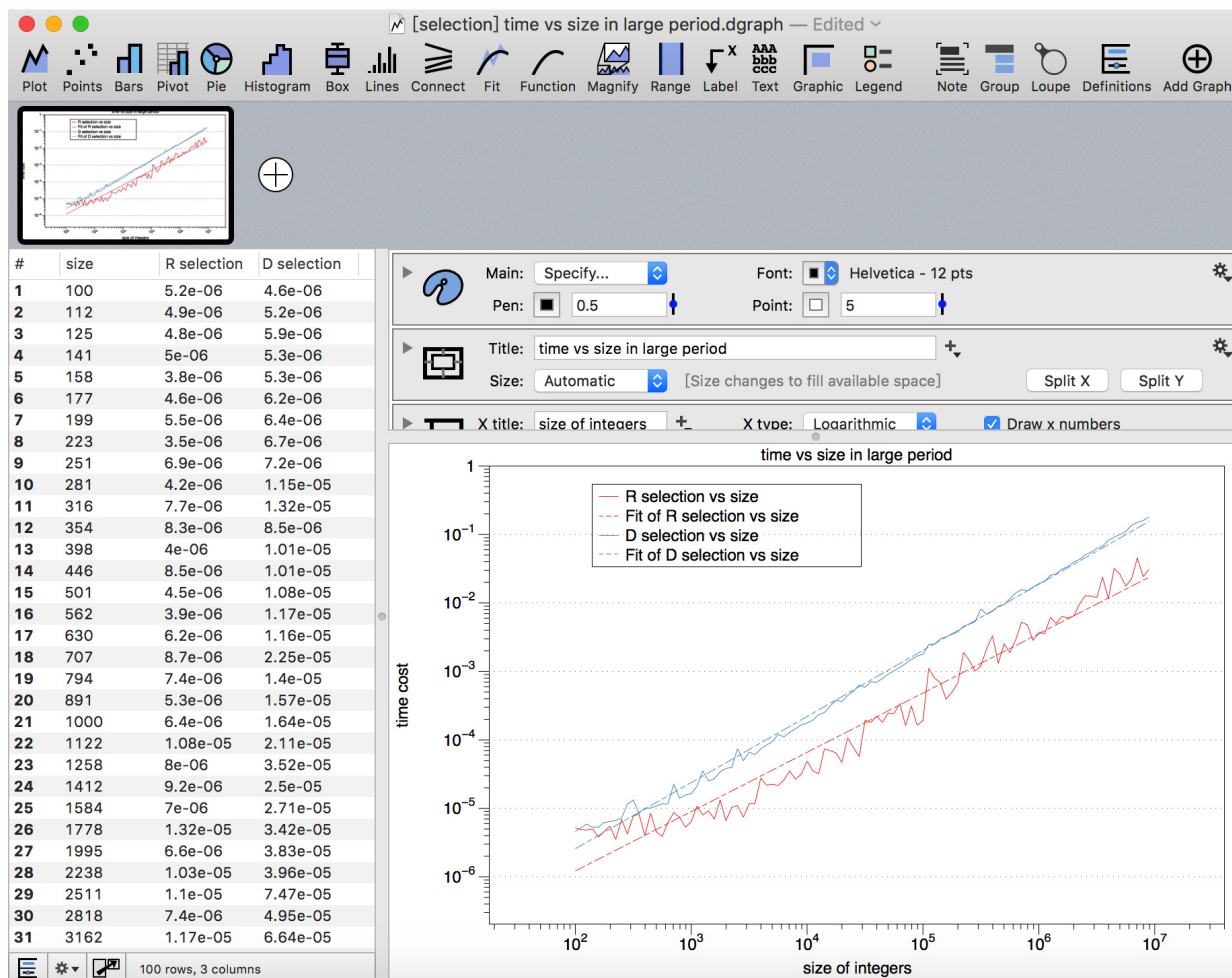 [selection] time vs size in large period.dgraph — Edited
Plot Points Bars Pivot Pie Histogram Box Lines Connect Fit Function Magnify Range Label Text Graphic Legend Note Group Loupe Definitions Add Graph
# size R selection D selection
1 100 5.2e-06 4.6e-06
2 112 4.9e-06 5.2e-06
3 125 4.8e-06 5.9e-06
4 141 5e-06 5.3e-06
5 158 3.8e-06 5.3e-06
6 177 4.6e-06 6.2e-06
7 199 5.5e-06 6.4e-06
8 223 3.5e-06 6.7e-06
9 251 6.9e-06 7.2e-06
10 281 4.2e-06 1.15e-05
11 316 7.7e-06 1.32e-05
12 354 8.3e-06 8.5e-06
13 398 4e-06 1.01e-05
14 446 8.5e-06 1.01e-05
15 501 4.5e-06 1.08e-05
16 562 3.9e-06 1.17e-05
17 630 6.2e-06 1.16e-05
18 707 8.7e-06 2.25e-05
19 794 7.4e-06 1.4e-05
20 891 5.3e-06 1.57e-05
21 1000 6.4e-06 1.64e-05
22 1122 1.08e-05 2.11e-05
23 1258 8e-06 3.52e-05
24 1412 9.2e-06 2.5e-05
25 1584 7e-06 2.71e-05
26 1778 1.32e-05 3.42e-05
27 1995 6.6e-06 3.83e-05
28 2238 1.03e-05 3.96e-05
29 2511 1.1e-05 7.47e-05
30 2818 7.4e-06 4.95e-05
31 3162 1.17e-05 6.64e-05
100 rows, 3 columns
Main: Specify... Font: Helvetica - 12 pts
Pen: 0.5 Point: 5
Title: time vs size in large period
Size: Automatic [Size changes to fill available space] Split X Split Y
X title: size of integers X type: Logarithmic Draw x numbers
time vs size in large period
R selection vs size
Fit of R selection vs size
D selection vs size
Fit of D selection vs size
time cost
1
10⁻¹
10⁻²
10⁻³
10⁻⁴
10⁻⁵
10⁻⁶
10² 10³ 10⁴ 10⁵ 10⁶ 10⁷
size of integers